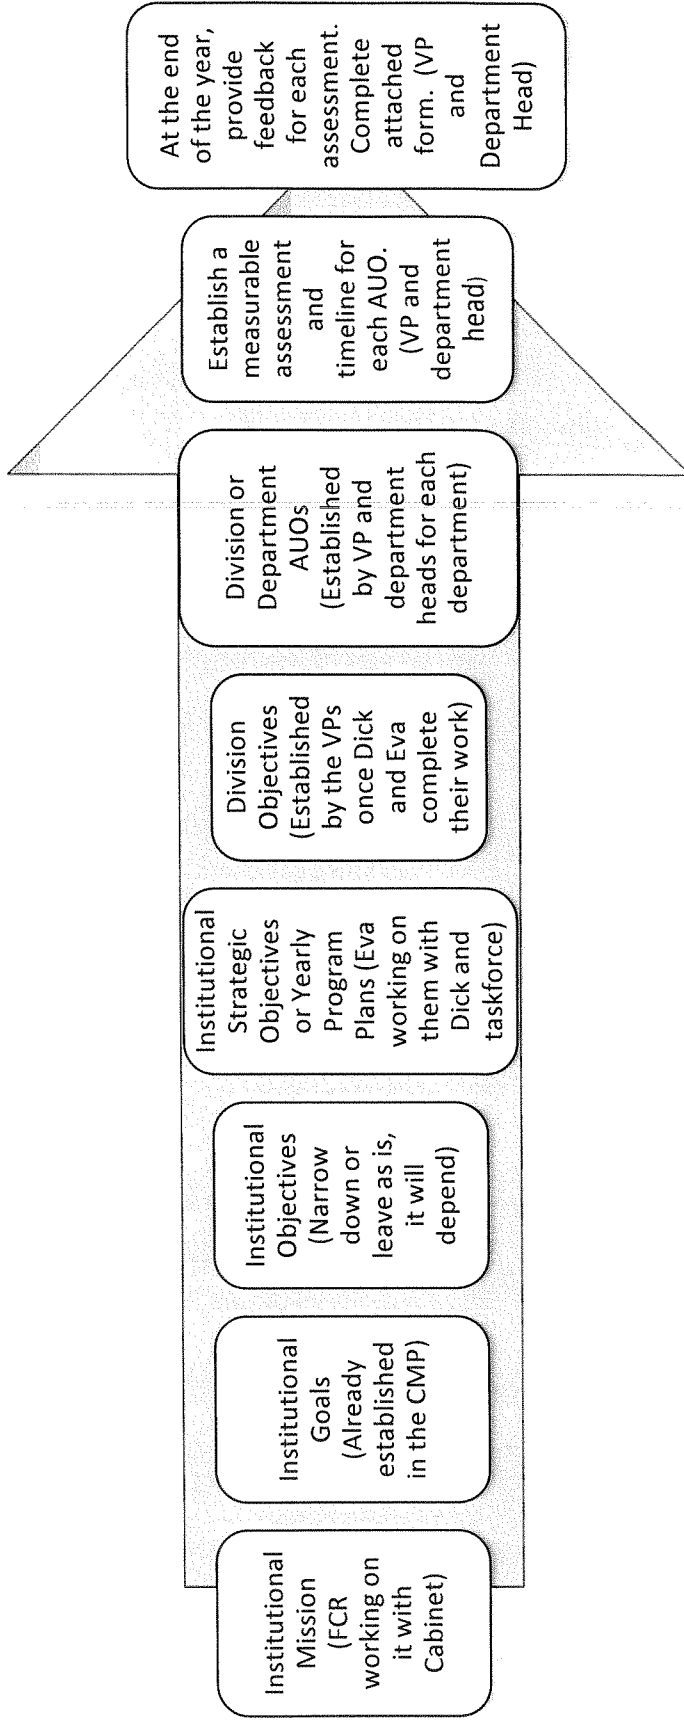 Institutional
Mission
(FCR
working on
it with
Cabinet)
Institutional
Goals
(Already
established
in the CMP)
Institutional
Objectives
(Narrow
down or
leave as is,
it will
depend)
Institutional
Strategic
Objectives
or Yearly
Program
Plans (Eva
working on
them with
Dick and
taskforce)
Division
Objectives
(Established
by the VPs
once Dick
and Eva
complete
their work)
Division or
Department
AUOs
(Established
by VP and
department
heads for each
department)
Establish a
measurable
assessment
and
timeline for
each AUO.
(VP and
department
head)
At the end
of the year,
provide
feedback
for each
assessment.
Complete
attached
form. (VP
and
Department
Head)